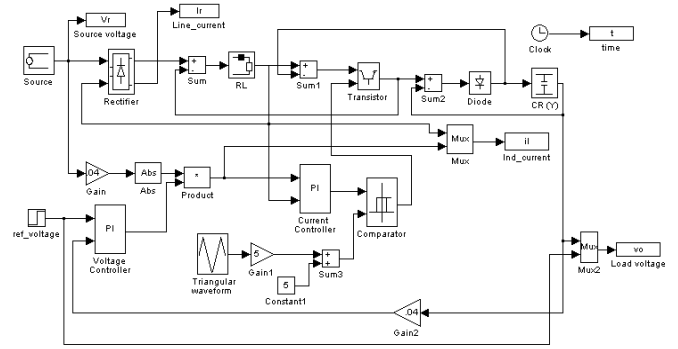 Vr
Source voltage
Ir
Line_current
t
Clock
time
Source
Rectifier
+
-
Sum
RL
+
-
Sum1
Transistor
+
-
Sum2
Diode
CR (Y)
Mux
Mux
il
Ind_current
.04
Gain
Abs
Abs
*
Product
PI
Current
Controller
Comparator
ref_voltage
PI
Voltage
Controller
Triangular
waveform
5
Gain1
+
+
Sum3
5
Constant1
Mux
Mux2
vo
Load voltage
.04
Gain2